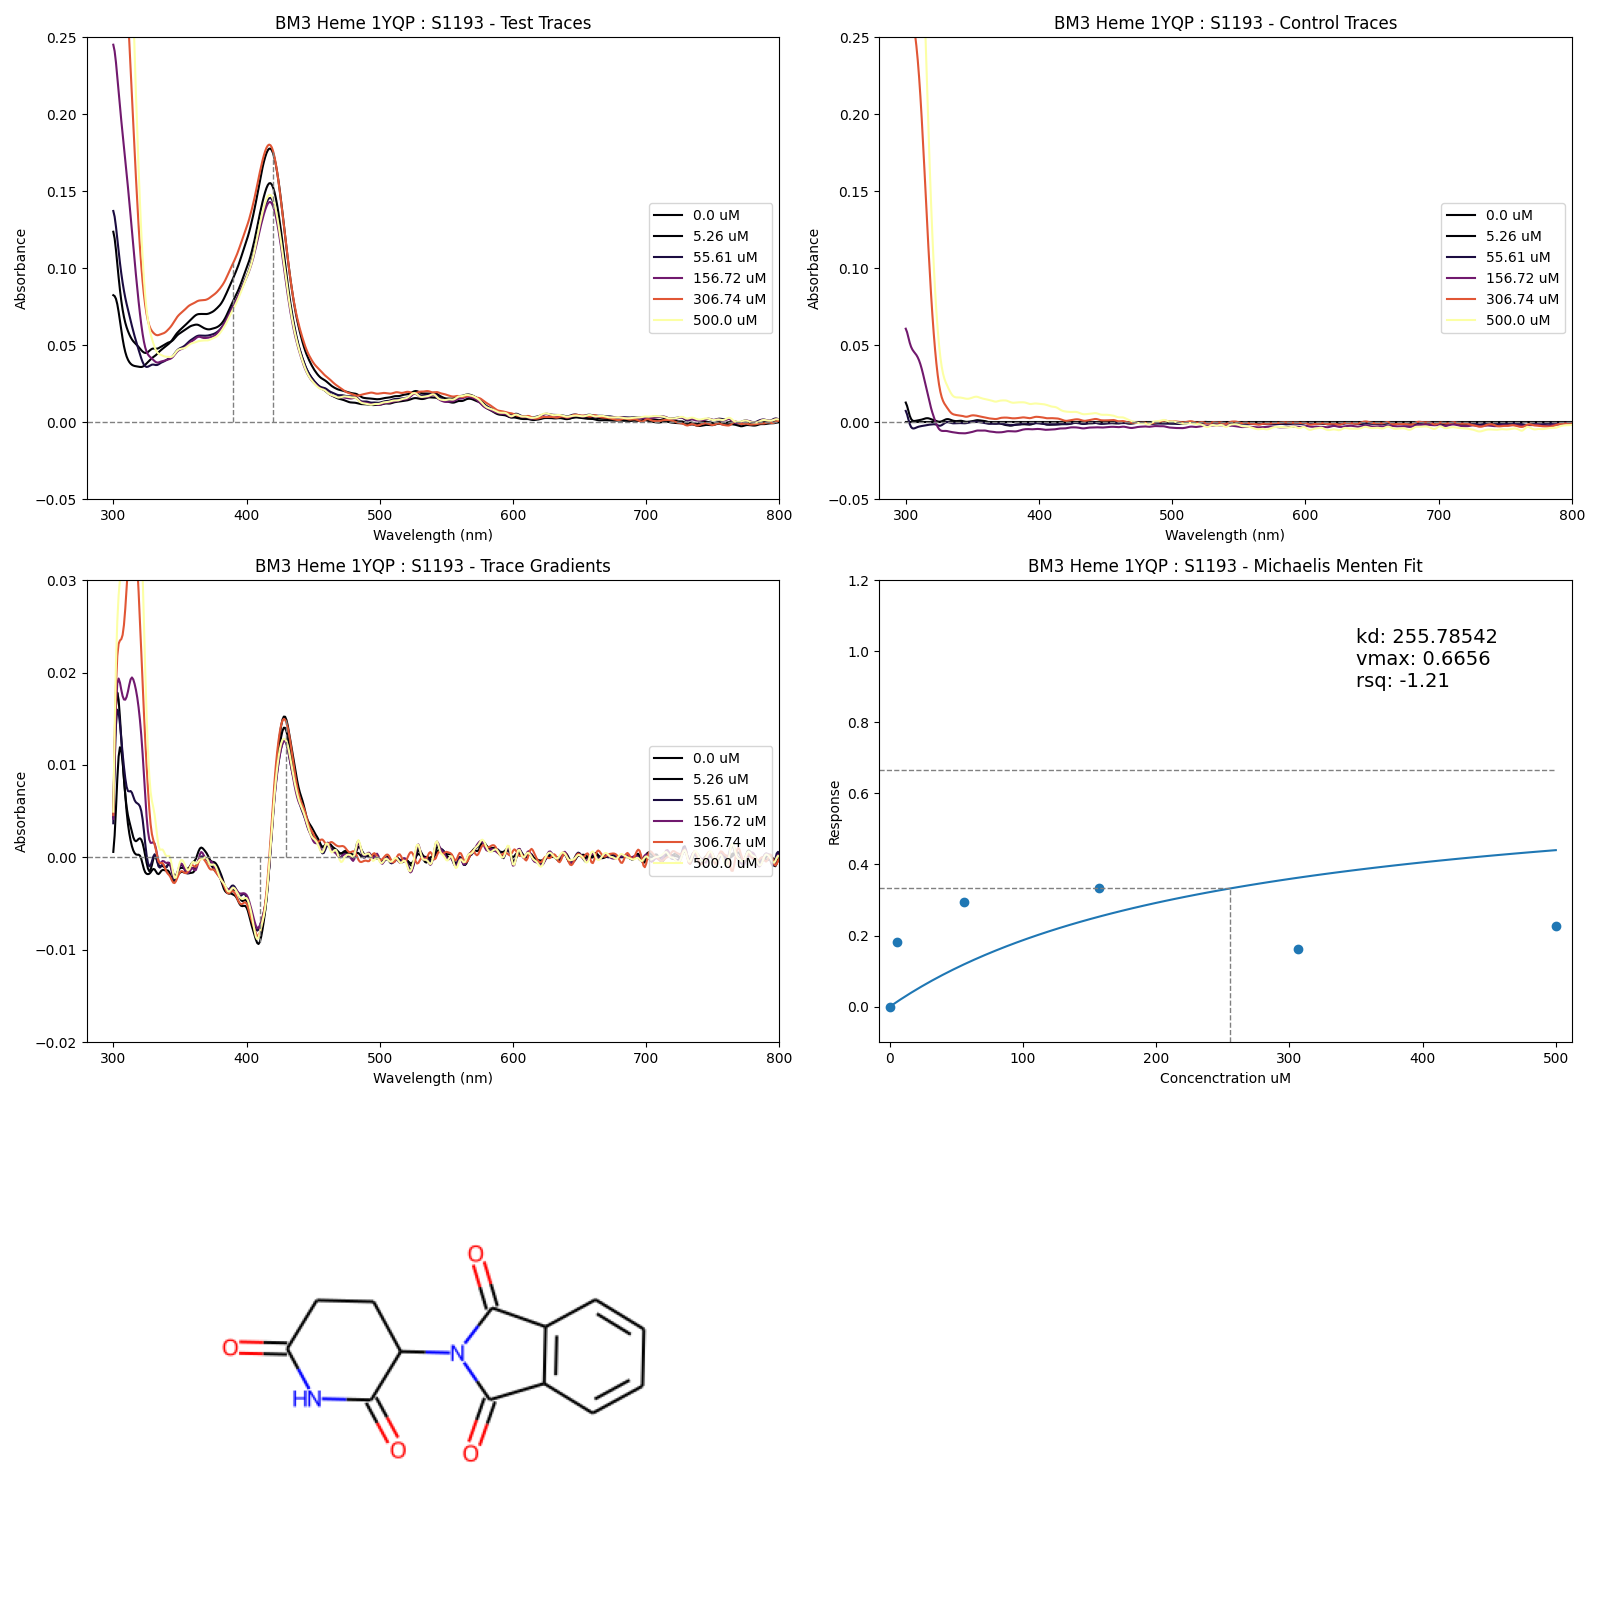 BM3 Heme 1YQP : S1193 - Test Traces
0.25
0.20
0.15
0.10
0.05
0.00
−0.05
Absorbance
300 400 500 600 700 800
Wavelength (nm)
0.0 uM
5.26 uM
55.61 uM
156.72 uM
306.74 uM
500.0 uM
BM3 Heme 1YQP : S1193 - Control Traces
0.25
0.20
0.15
0.10
0.05
0.00
−0.05
Absorbance
300 400 500 600 700 800
Wavelength (nm)
0.0 uM
5.26 uM
55.61 uM
156.72 uM
306.74 uM
500.0 uM
BM3 Heme 1YQP : S1193 - Trace Gradients
0.03
0.02
0.01
0.00
−0.01
−0.02
Absorbance
300 400 500 600 700 800
Wavelength (nm)
0.0 uM
5.26 uM
55.61 uM
156.72 uM
306.74 uM
500.0 uM
BM3 Heme 1YQP : S1193 - Michaelis Menten Fit
1.2
1.0
0.8
0.6
0.4
0.2
0.0
Response
kd: 255.78542
vmax: 0.6656
rsq: -1.21
0 100 200 300 400 500
Concenctration uM
O
O
N
HN
O
O